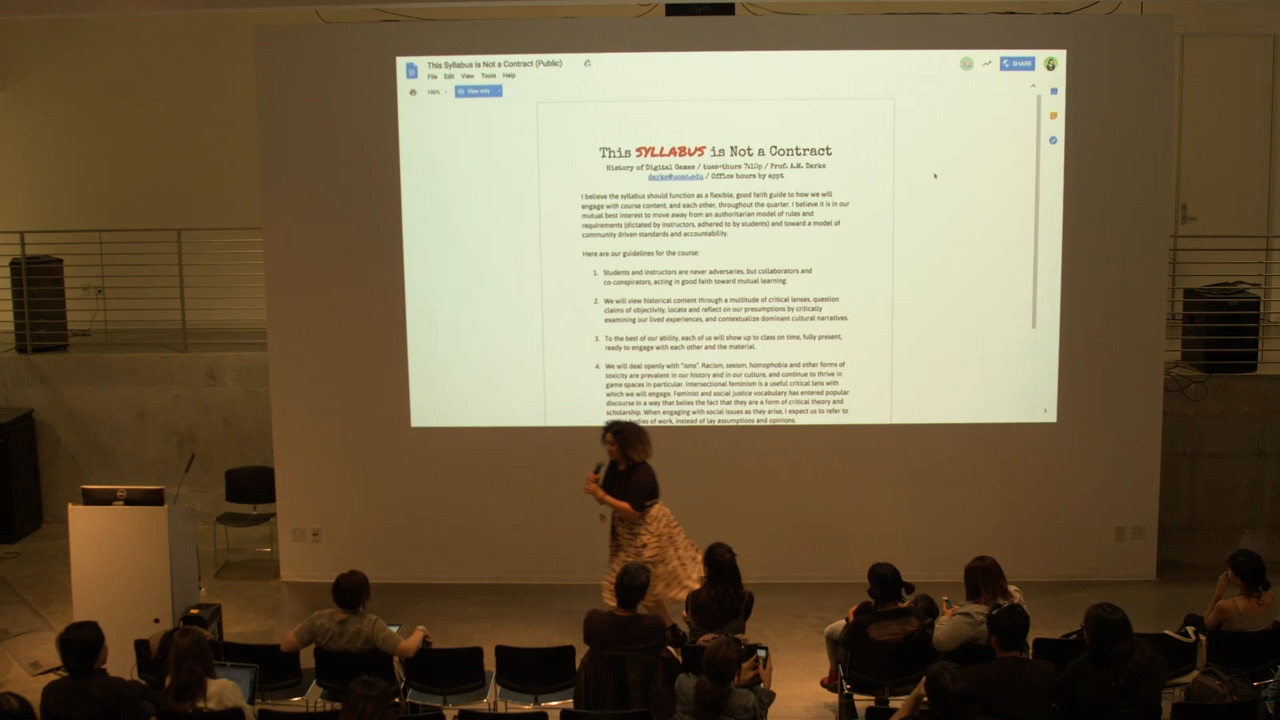 This Syllabus is Not a Contract (Public)
File Edit View Tools Help
SHARE
100%
View only
This SYLLABUS is Not a Contract
History of Digital Games / tues+thurs 7:10p / Prof. A.M. Darke
darke@ucsc.edu / Office hours by appt
I believe the syllabus should function as a flexible, good faith guide to how we will
engage with course content, and each other, throughout the quarter. I believe it is in our
mutual best interest to move away from an authoritarian model of rules and
requirements (dictated by instructors, adhered to by students) and toward a model of
community driven standards and accountability.
Here are our guidelines for the course:
1. Students and instructors are never adversaries, but collaborators and
co-conspirators, acting in good faith toward mutual learning.
2. We will view historical content through a multitude of critical lenses, question
claims of objectivity, locate and reflect on our presumptions by critically
examining our lived experiences, and contextualize dominant cultural narratives.
3. To the best of our ability, each of us will show up to class on time, fully present,
ready to engage with each other and the material.
4. We will deal openly with "isms". Racism, sexism, homophobia and other forms of
toxicity are prevalent in our history and in our culture, and continue to thrive in
game spaces in particular. Intersectional feminism is a useful critical lens with
which we will engage. Feminist and social justice vocabulary has entered popular
discourse in a way that belies the fact that they are a form of critical theory and
scholarship. When engaging with social issues as they arise, I expect us to refer to
bodies of work, instead of lay assumptions and opinions.
DELL